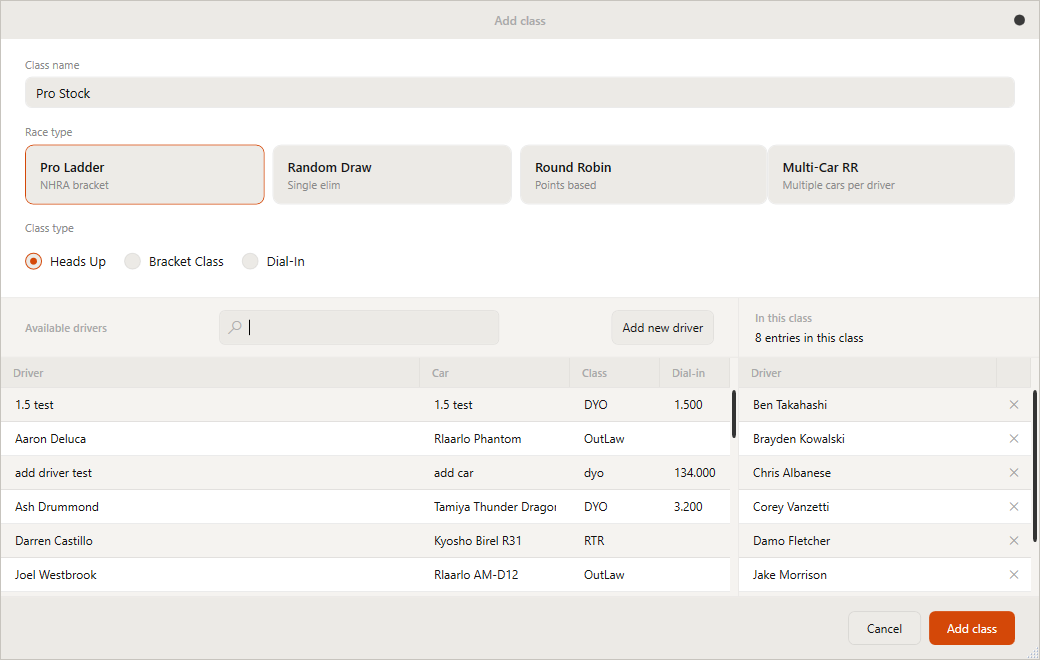 Add class
Class name
Pro Stock
Race type
Pro Ladder
NHRA bracket
Random Draw
Single elim
Round Robin
Points based
Multi-Car RR
Multiple cars per driver
Class type
Heads Up Bracket Class Dial-In
Available drivers
Add new driver
In this class
8 entries in this class
Driver Car Class Dial-in
1.5 test 1.5 test DYO 1.500
Aaron Deluca Rlaarlo Phantom OutLaw
add driver test add car dyo 134.000
Ash Drummond Tamiya Thunder Dragon DYO 3.200
Darren Castillo Kyosho Birel R31 RTR
Joel Westbrook Rlaarlo AM-D12 OutLaw
Driver
Ben Takahashi
Brayden Kowalski
Chris Albanese
Corey Vanzetti
Damo Fletcher
Jake Morrison
Cancel Add class